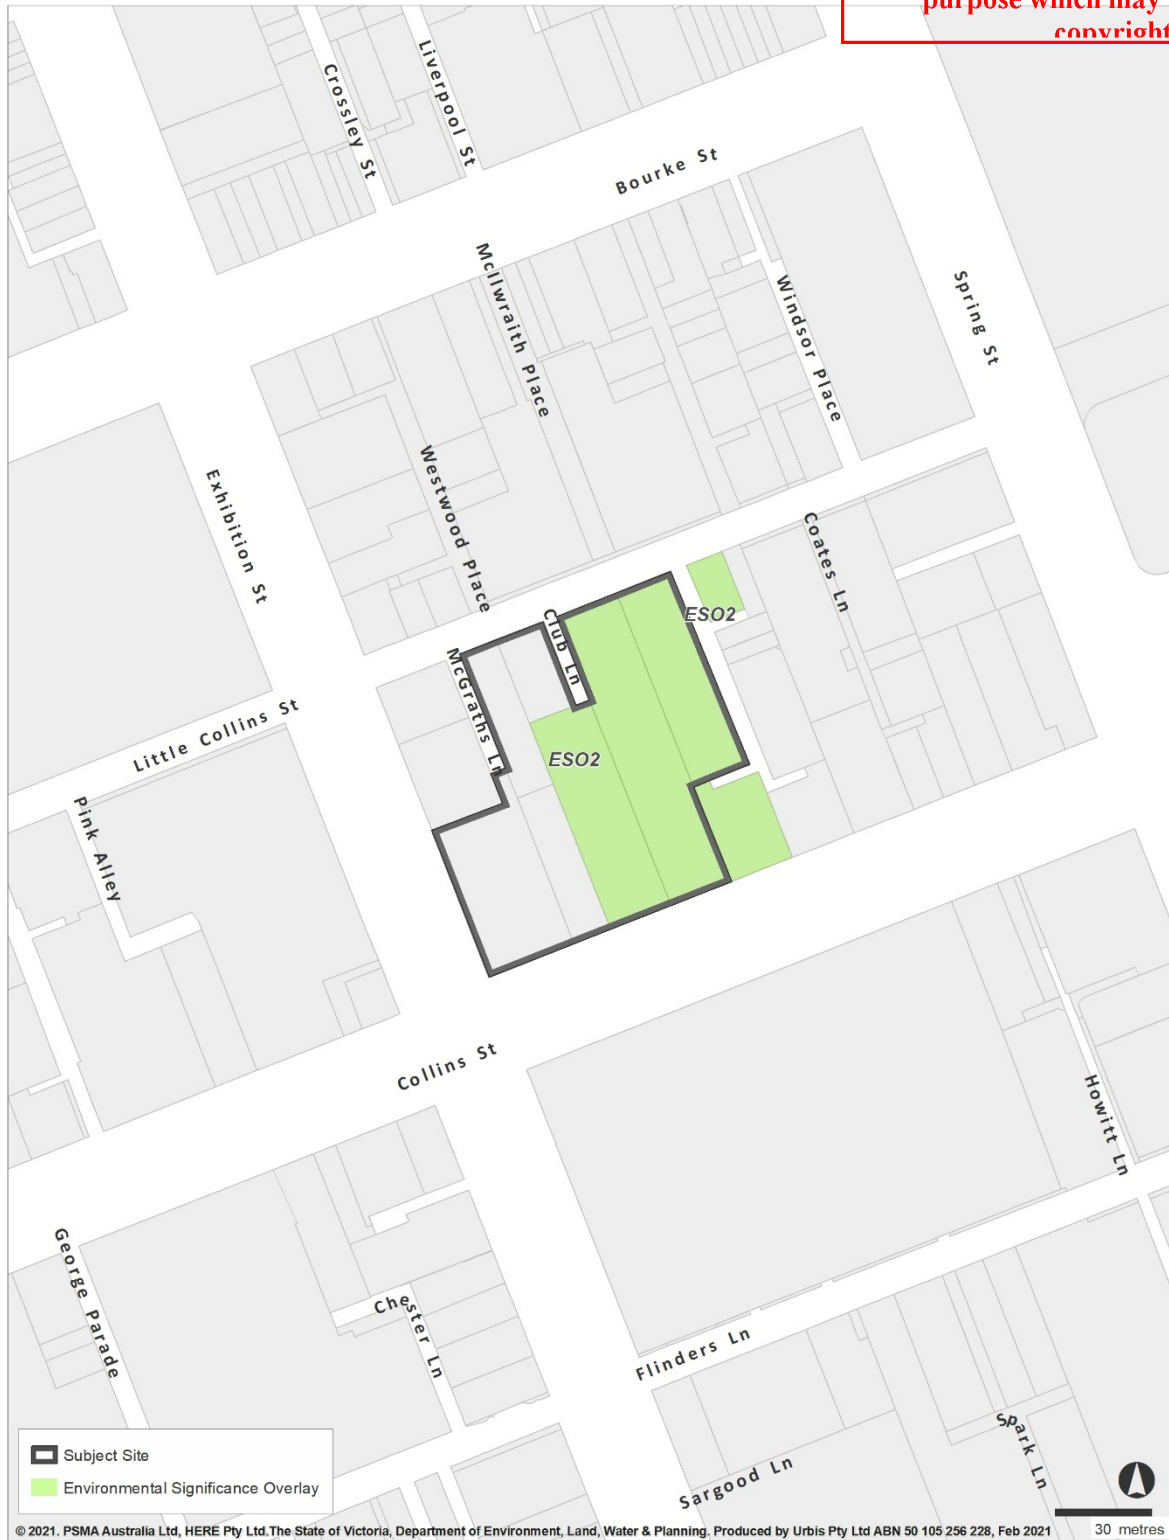 purpose which may
copyright
Liverpool St
Crossley St
Bourke St
McIlwraith Place
Windsor Place
Spring St
Westwood Place
Exhibition St
Coates Ln
Club Ln
ESO2
McGraths Ln
Little Collins St
ESO2
Pink Alley
Collins St
Howitt Ln
George Parade
Chester Ln
Flinders Ln
Spark Ln
Sargood Ln
Subject Site
Environmental Significance Overlay
30 metres
© 2021. PSMA Australia Ltd, HERE Pty Ltd.The State of Victoria, Department of Environment, Land, Water & Planning. Produced by Urbis Pty Ltd ABN 50 105 256 228, Feb 2021